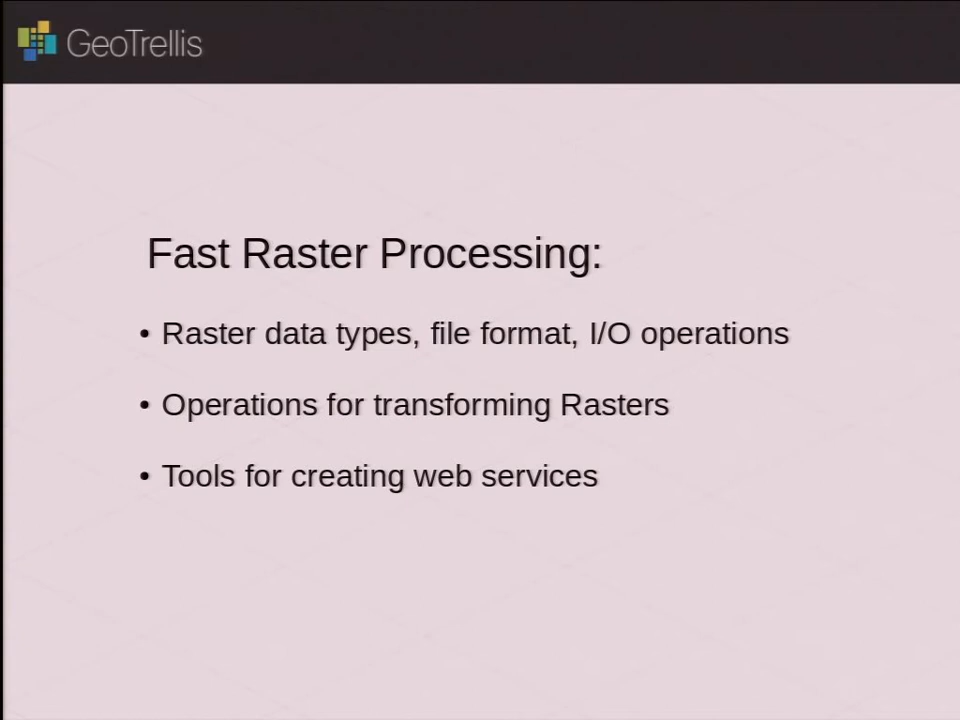 GeoTrellis
Fast Raster Processing:
• Raster data types, file format, I/O operations
• Operations for transforming Rasters
• Tools for creating web services